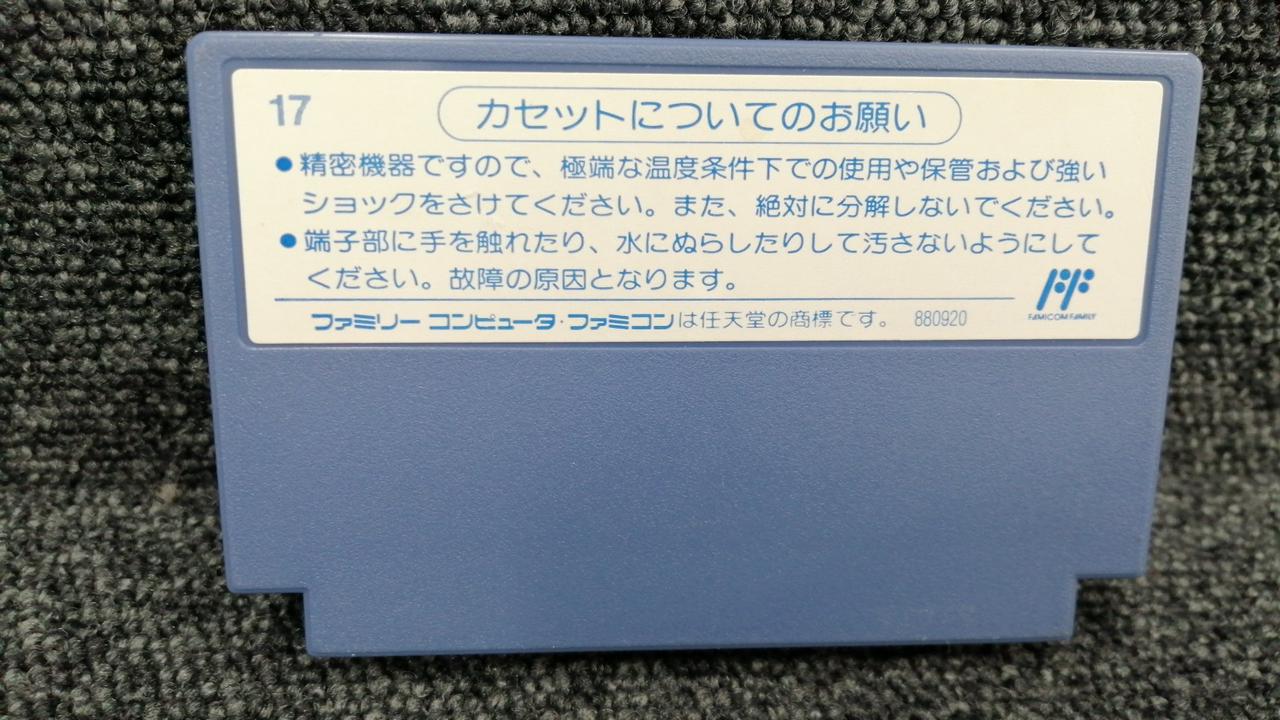 17
カセットについてのお願い
●精密機器ですので、極端な温度条件下での使用や保管および強い
ショックをさけてください。また、絶対に分解しないでください。
●端子部に手を触れたり、水にぬらしたりして汚さないようにして
ください。故障の原因となります。
FF
FAMICOM FAMILY
ファミリー コンピュータ・ファミコンは任天堂の商標です。 880920